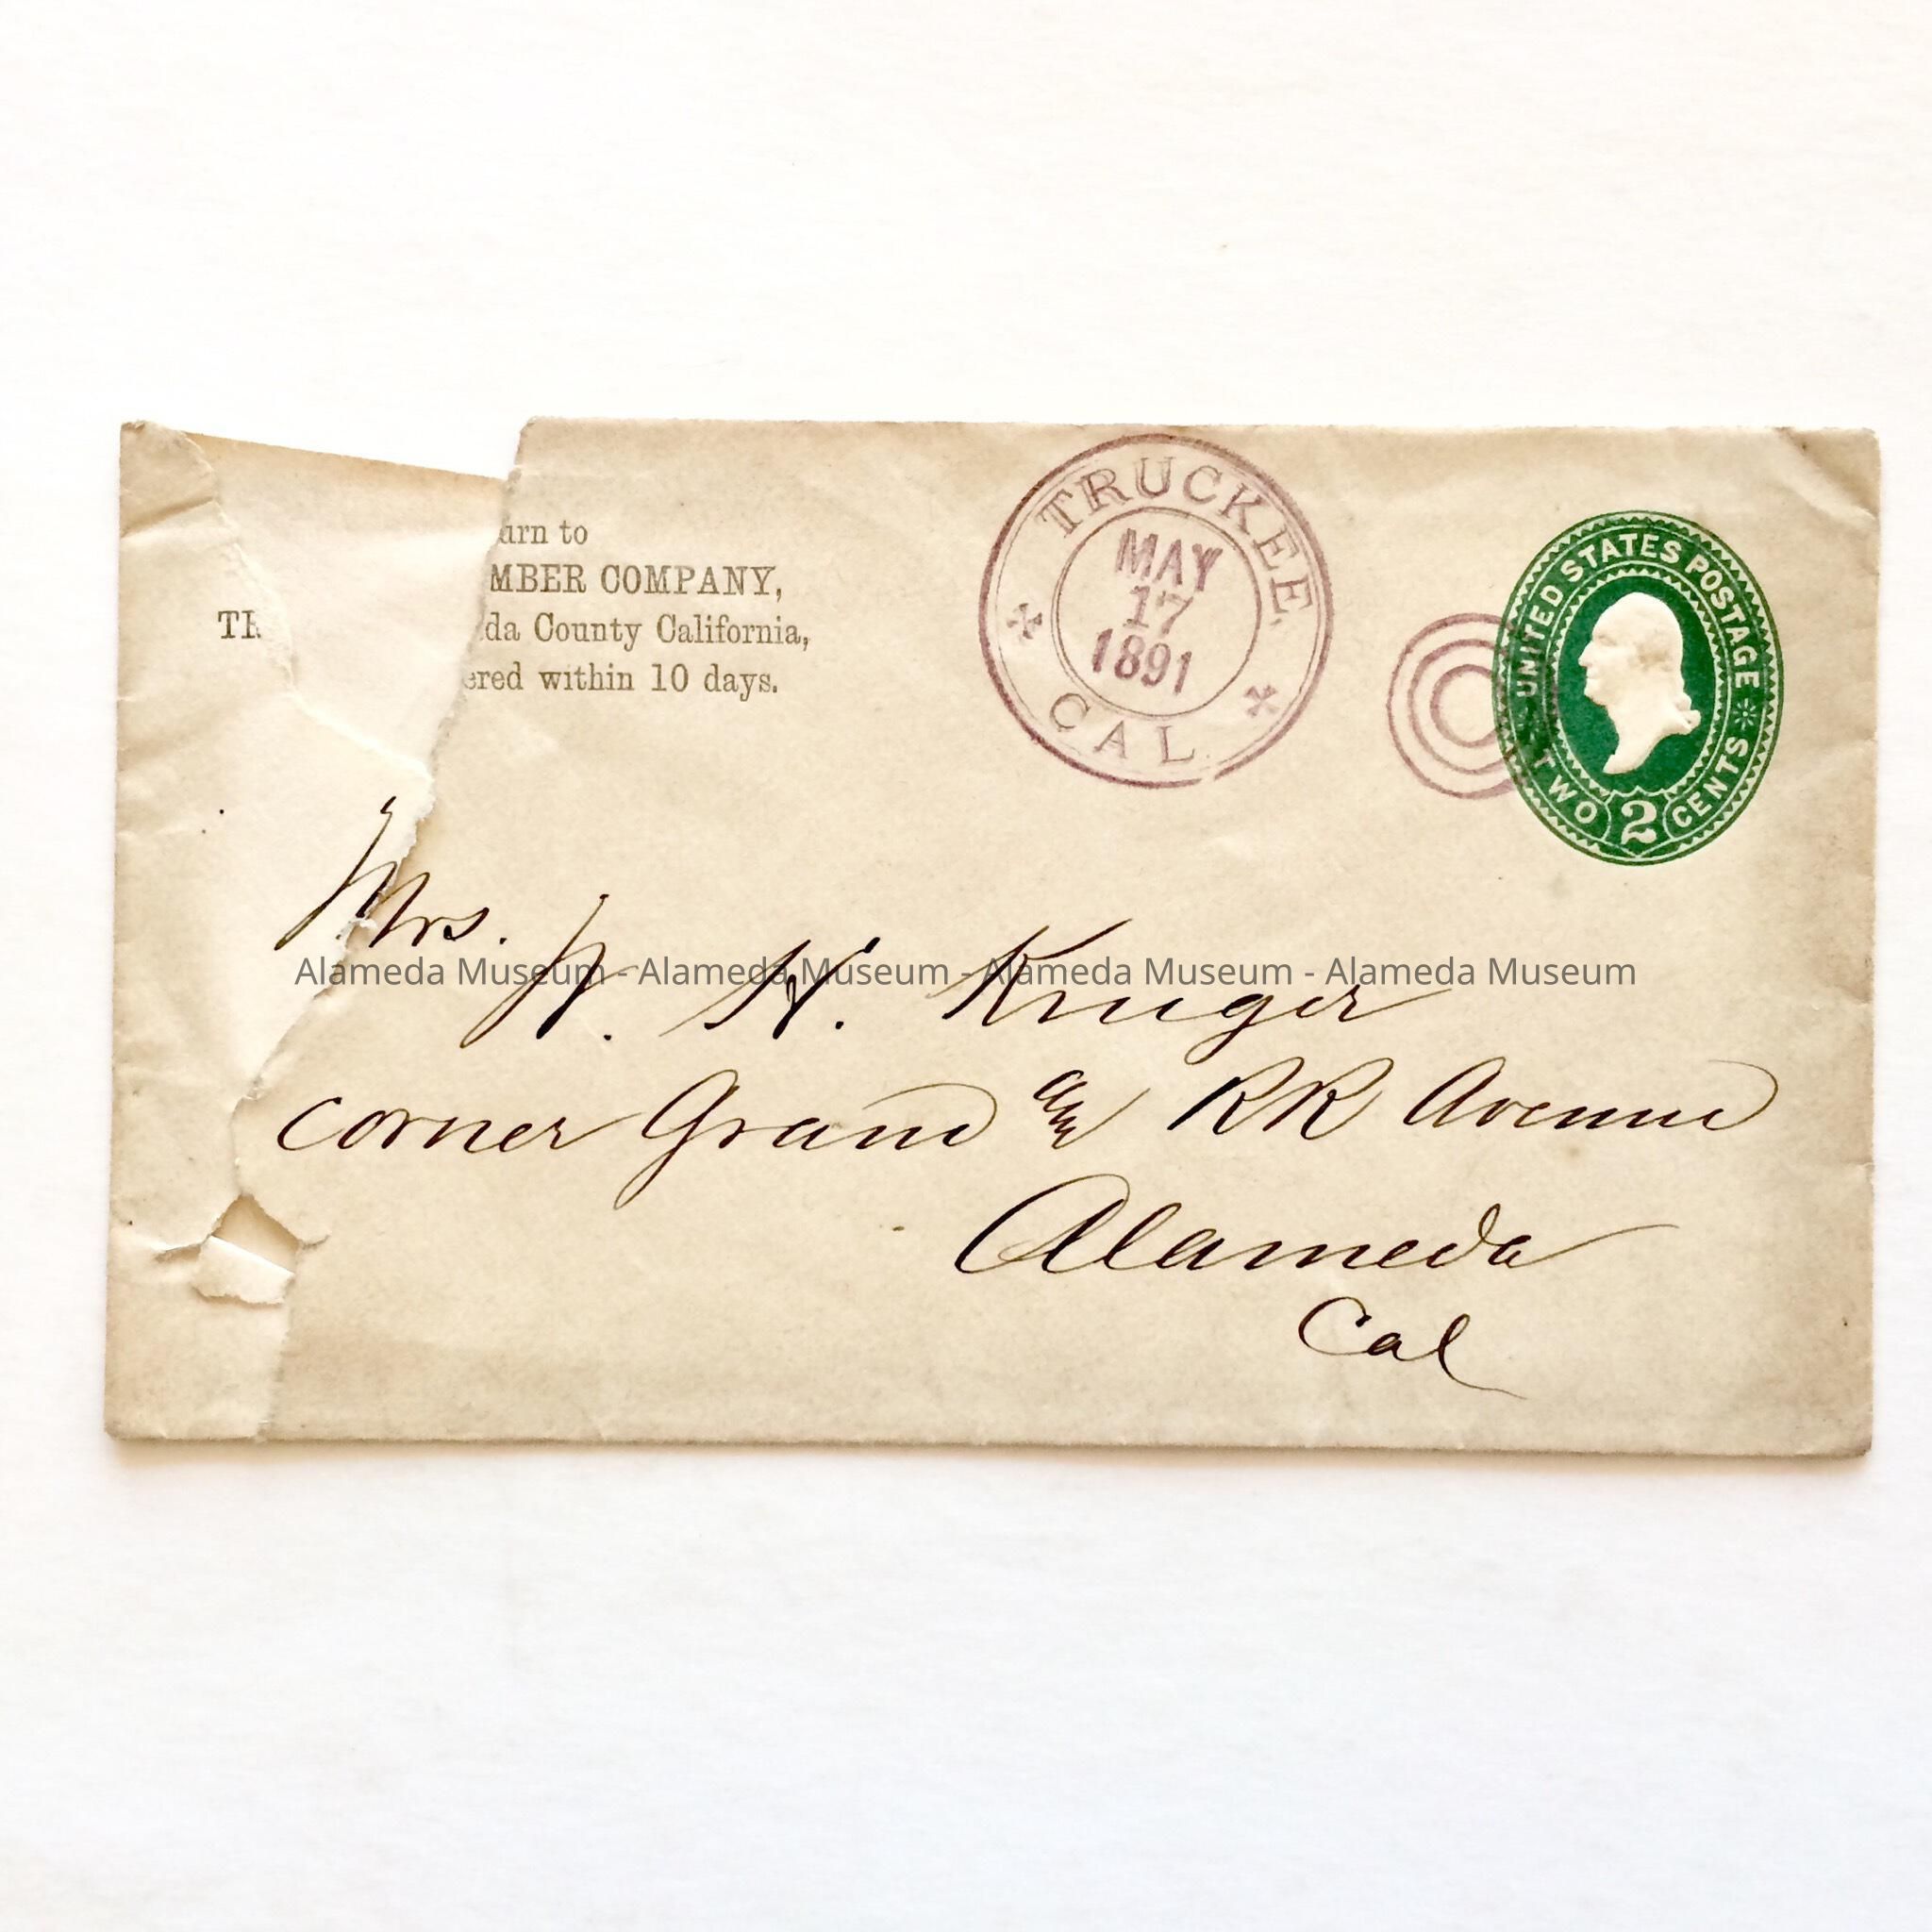 urn to
MBER COMPANY,
TR da County California,
ered within 10 days.
TRUCKEE
MAY
17
1891
CAL.
UNITED STATES POSTAGE
TWO 2 CENTS
Mrs.
W. H. Kruger
Alameda Museum - Alameda Museum - Alameda Museum - Alameda Museum
corner Grand RR Avenue
Alameda
Cal